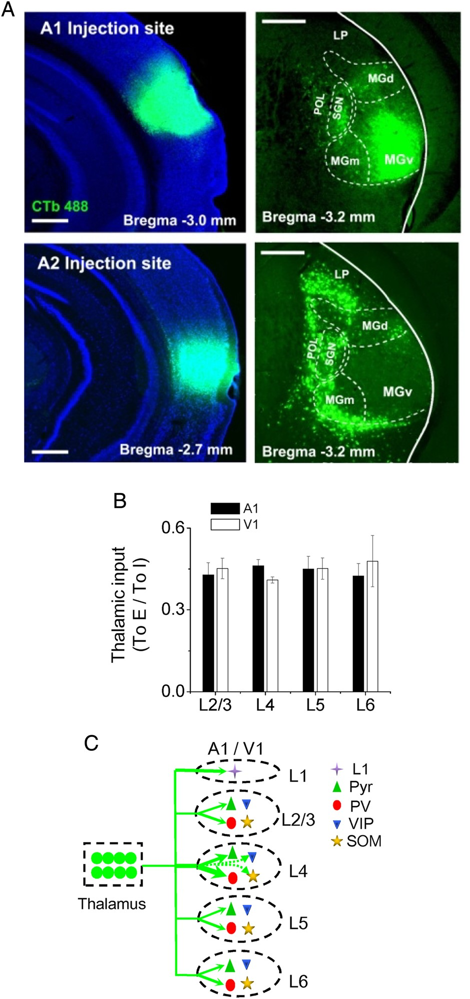 A
A1 Injection site
CTb 488
Bregma -3.0 mm
LP
MGd
POL
SGN
MGm
MGv
Bregma -3.2 mm
A2 Injection site
Bregma -2.7 mm
LP
MGd
POL
SGN
MGv
MGm
Bregma -3.2 mm
B
A1
V1
Thalamic input
(To E / To I)
0.6
0.3
0.0
L2/3 L4 L5 L6
C
A1 / V1
L1
L2/3
L4
L5
L6
Thalamus
L1
Pyr
PV
VIP
SOM